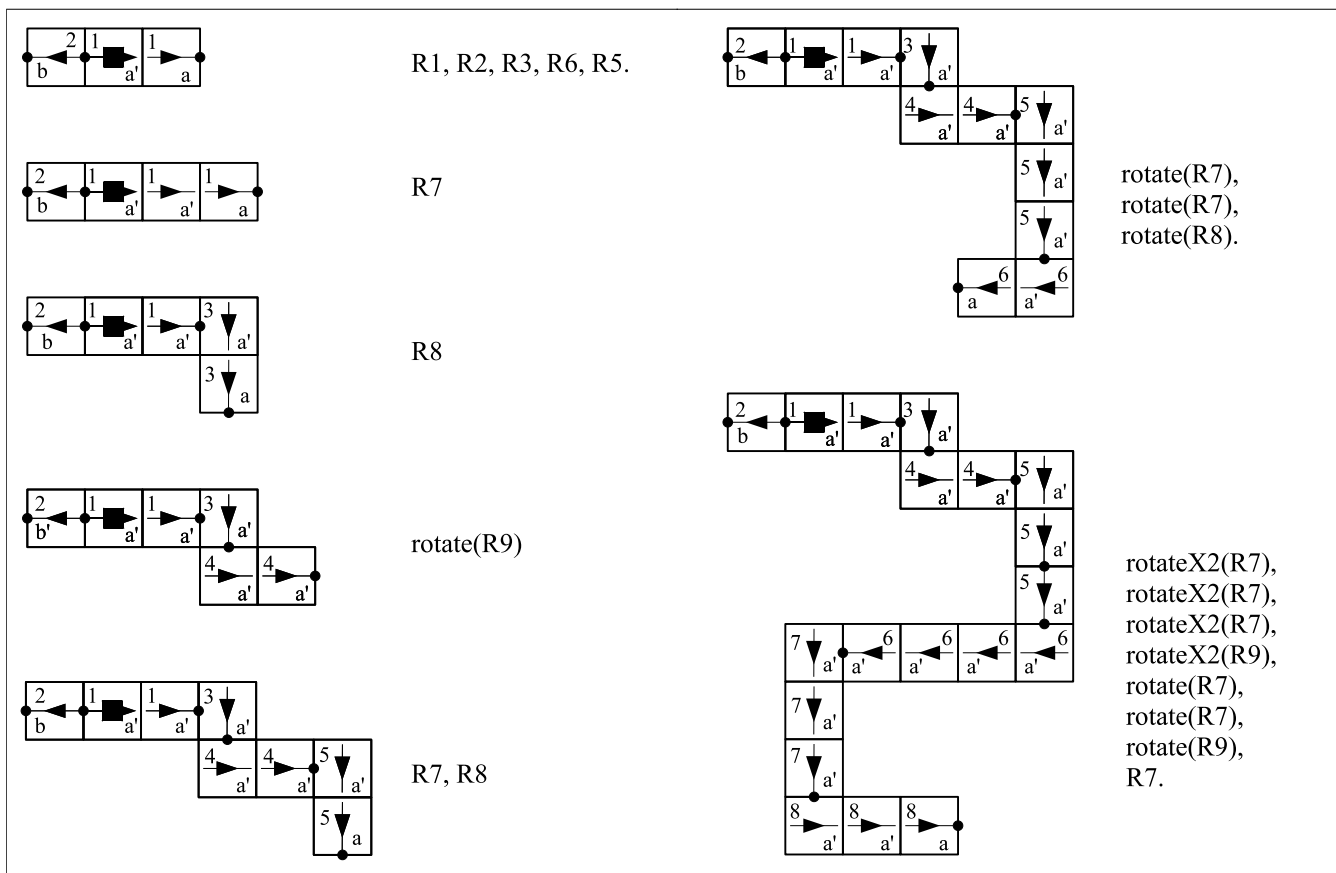 2 1 1
b a' a
R1, R2, R3, R6, R5.
2 1 1 1
b a' a' a
R7
2 1 1 3
b a' a' a'
3
a
R8
2 1 1 3
b' a' a' a'
4 4
a' a'
rotate(R9)
2 1 1 3
b a' a' a'
4 4 5
a' a' a'
5
a
R7, R8
2 1 1 3
b a' a' a'
4 4 5
a' a' a'
5
a'
5
a'
6 6
a a'
rotate(R7),
rotate(R7),
rotate(R8).
2 1 1 3
b a' a' a'
4 4 5
a' a' a'
5
a'
5
a'
7 6 6 6 6
a' a' a' a' a'
7
a'
7
a'
8 8 8
a' a' a
rotateX2(R7),
rotateX2(R7),
rotateX2(R7),
rotateX2(R9),
rotate(R7),
rotate(R7),
rotate(R9),
R7.